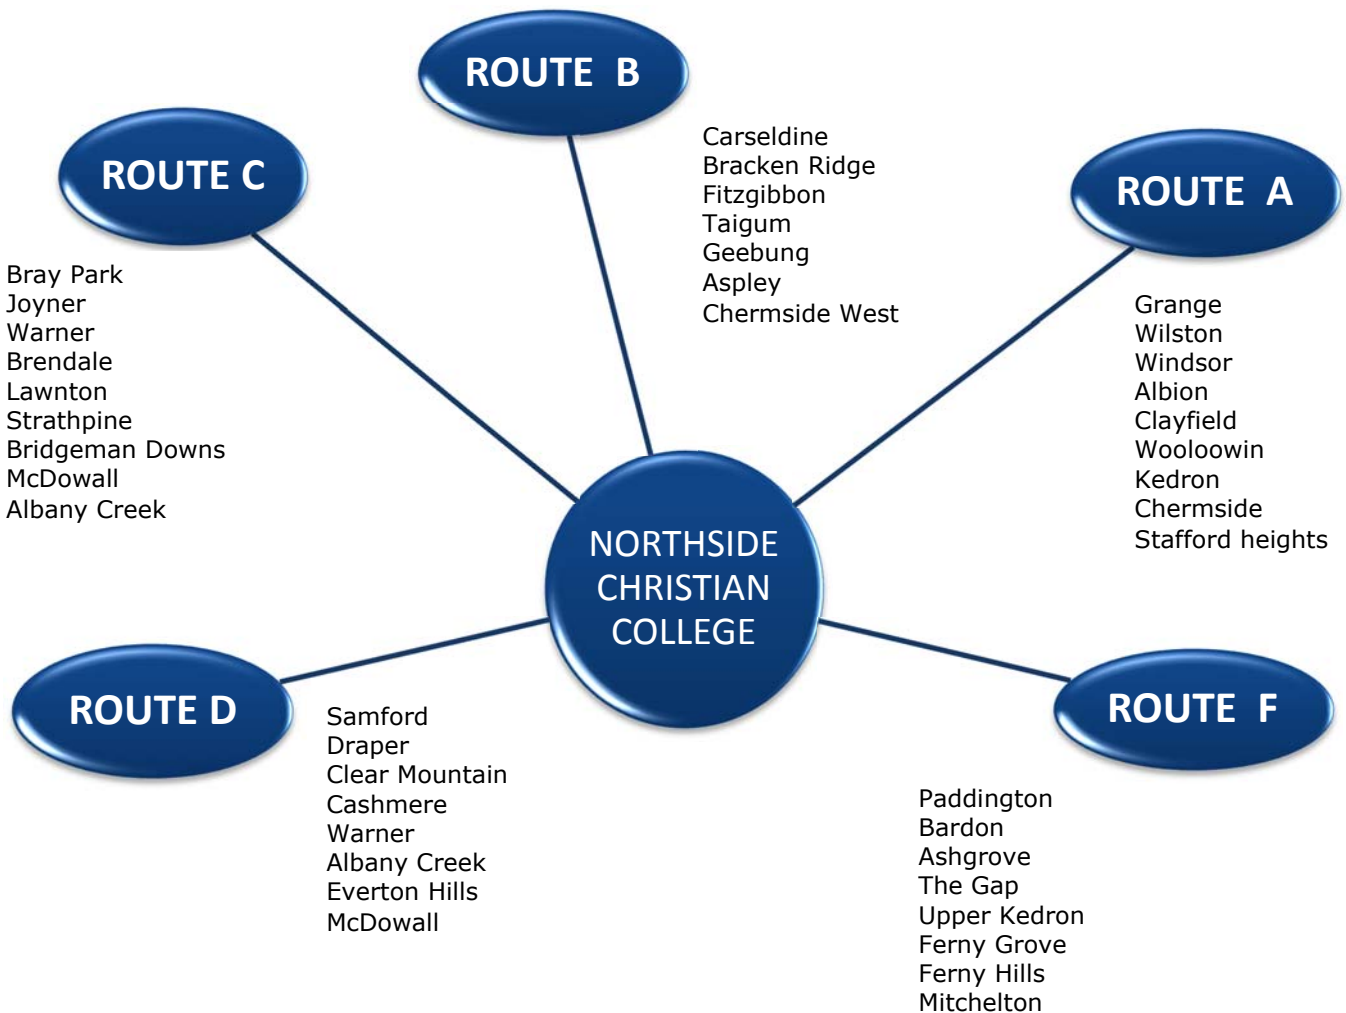 ROUTE B
Carseldine
Bracken Ridge
Fitzgibbon
Taigum
Geebung
Aspley
Chermside West
ROUTE C
Bray Park
Joyner
Warner
Brendale
Lawnton
Strathpine
Bridgeman Downs
McDowall
Albany Creek
ROUTE A
Grange
Wilston
Windsor
Albion
Clayfield
Wooloowin
Kedron
Chermside
Stafford heights
NORTHSIDE
CHRISTIAN
COLLEGE
ROUTE D
Samford
Draper
Clear Mountain
Cashmere
Warner
Albany Creek
Everton Hills
McDowall
ROUTE F
Paddington
Bardon
Ashgrove
The Gap
Upper Kedron
Ferny Grove
Ferny Hills
Mitchelton